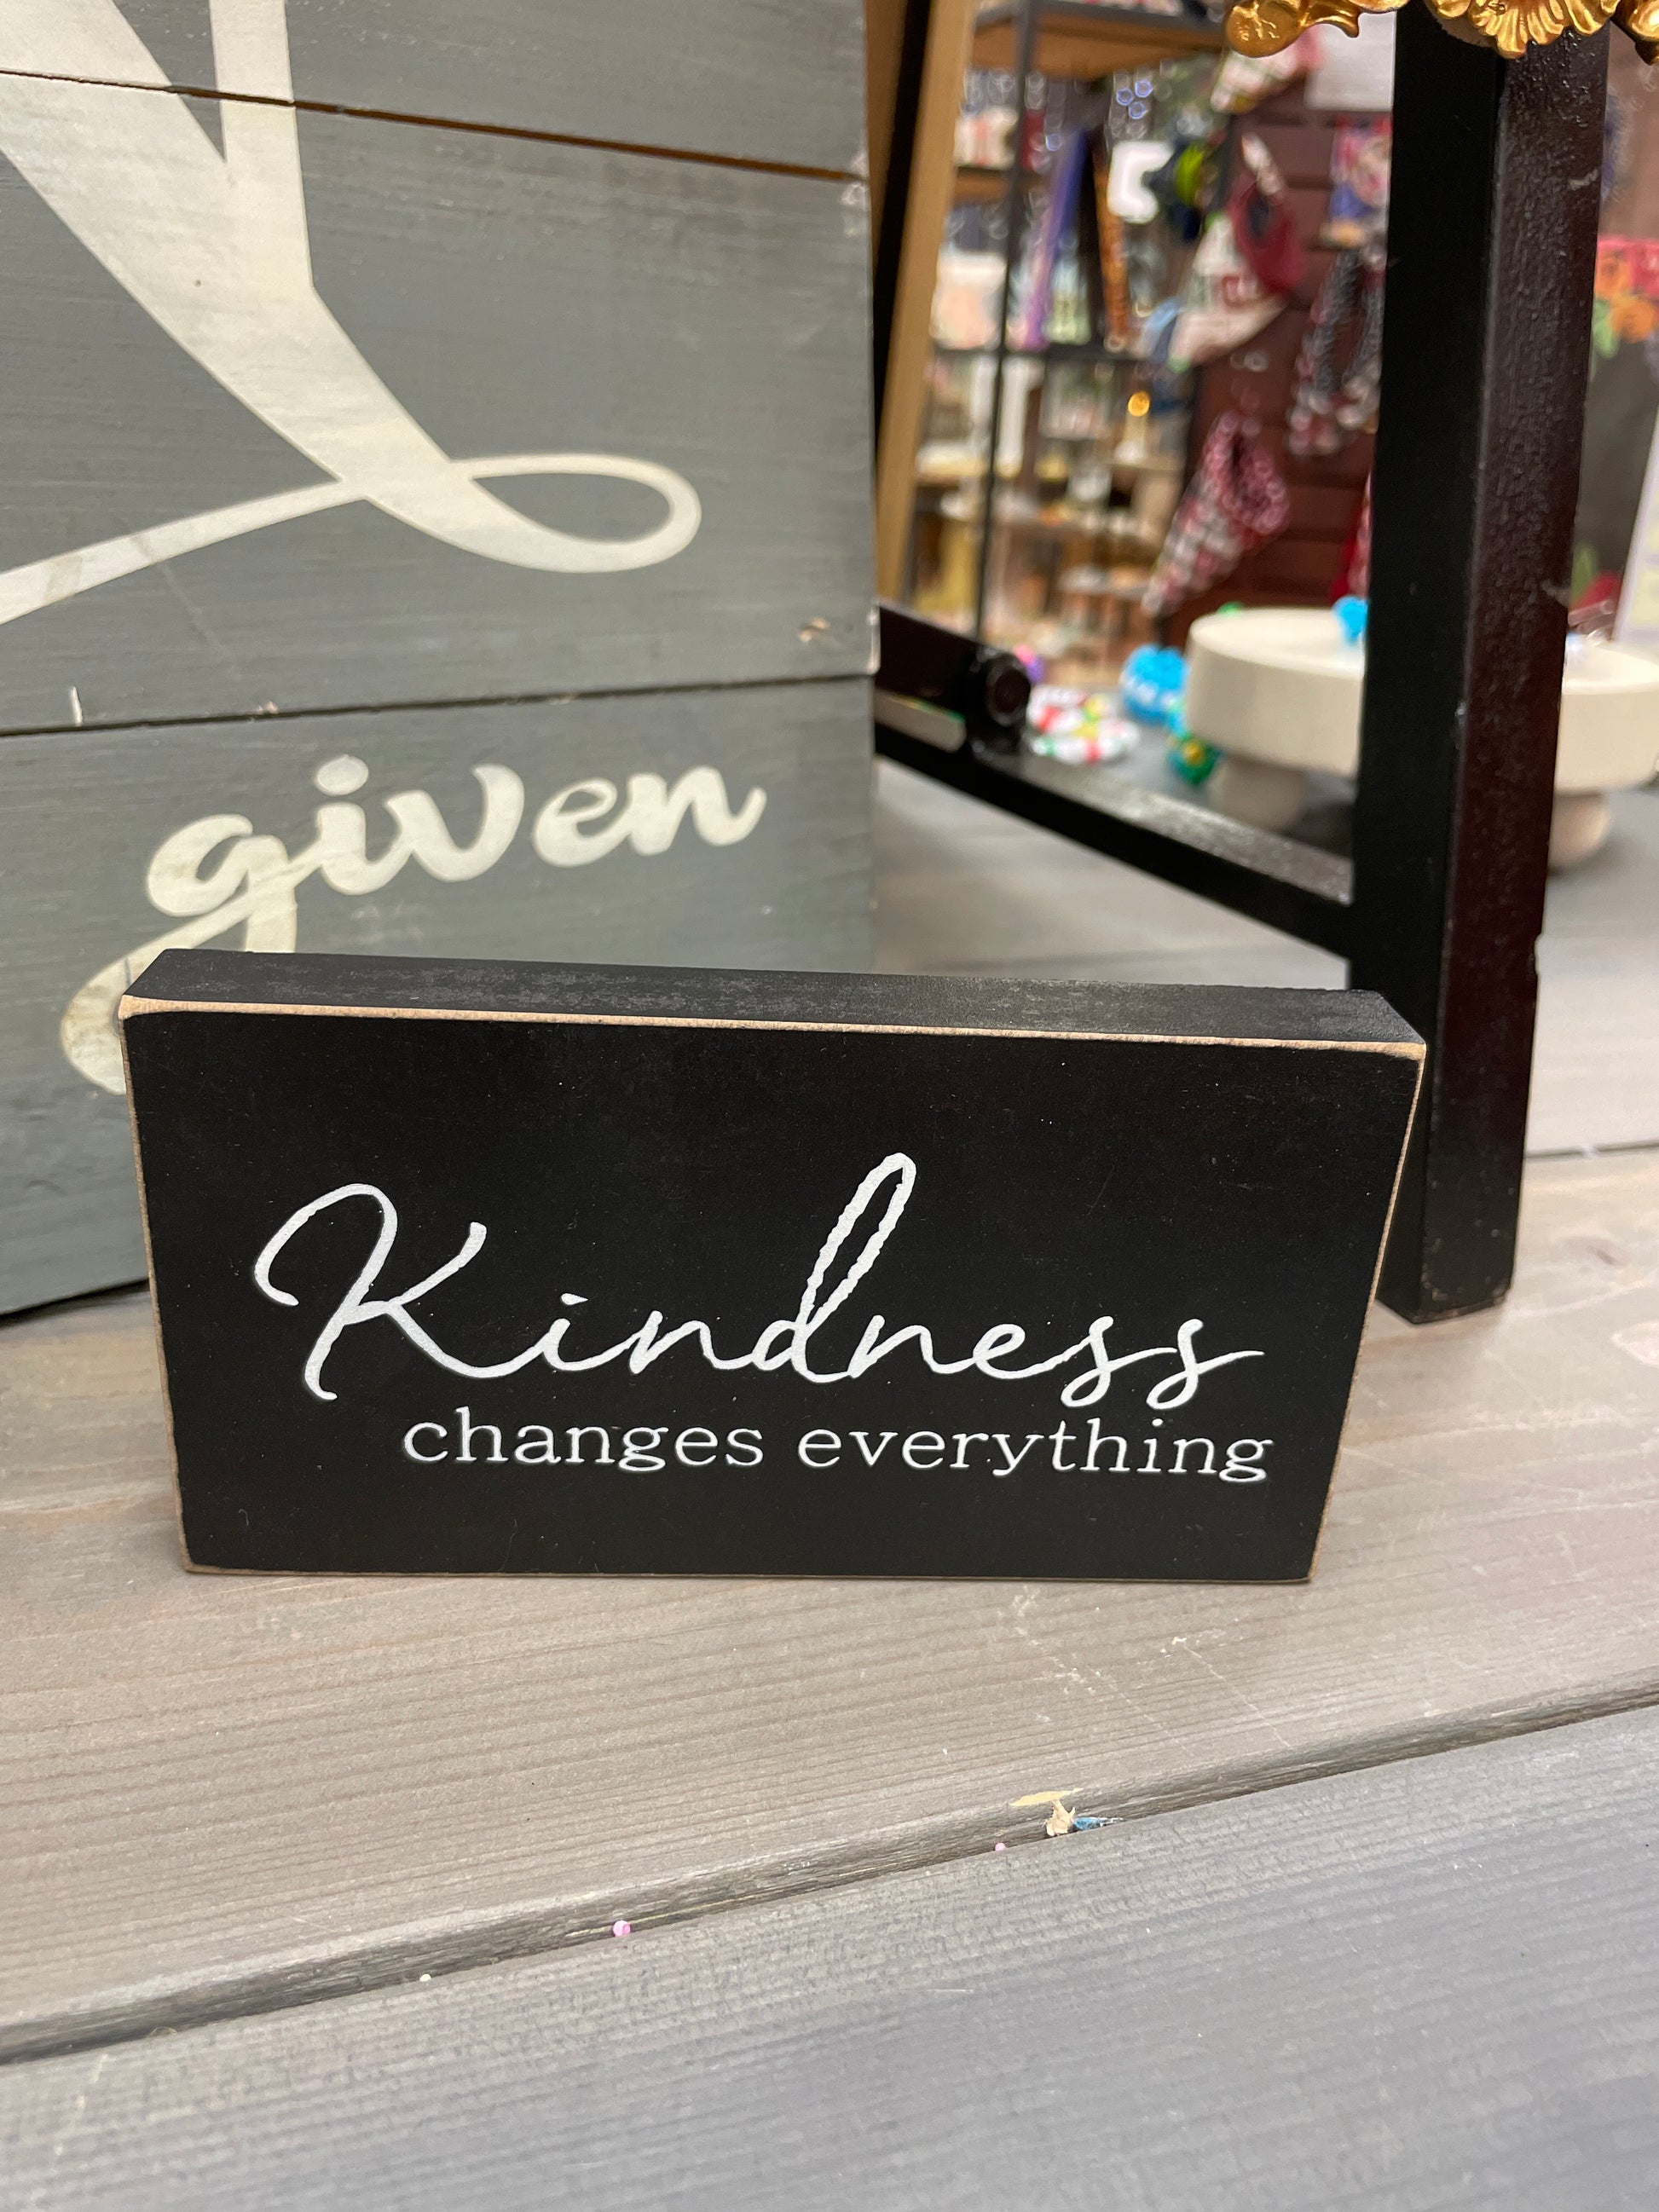 given
Kindness
changes everything